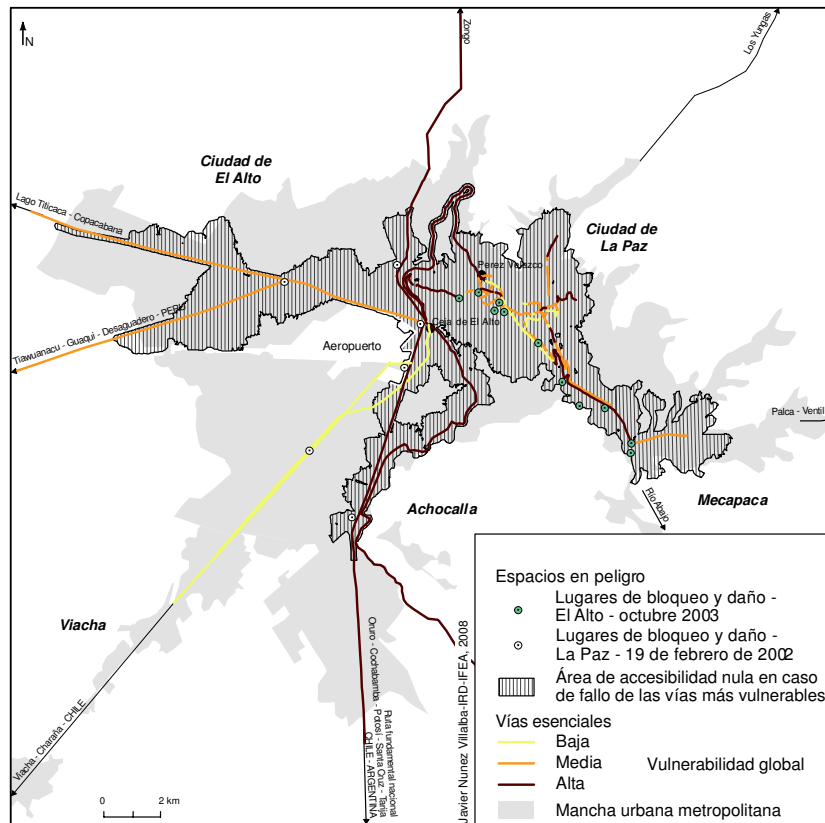 N
Zongo
Los Yungas
Ciudad de
El Alto
Lago Titicaca - Copacabana
Ciudad de
La Paz
Perez Velazco
Tiawuanacu - Guaqui - Desaguadero - PERU
Ceja de El Alto
Aeropuerto
Palca - Ventil
Achocalla
Mecapaca
Río Abajo
Viacha
Viacha - Charaña - CHILE
Oruro - Cochabamba - Potosí - Santa Cruz - Tarija
Ruta fundamental nacional
CHILE - ARGENTINA
0 2 km
Javier Nunez Villalba-IRD-IFEA, 2008
Espacios en peligro
Lugares de bloqueo y daño -
El Alto - octubre 2003
Lugares de bloqueo y daño -
La Paz - 19 de febrero de 2002
Área de accesibilidad nula en caso
de fallo de las vías más vulnerables
Vías esenciales
Baja
Media Vulnerabilidad global
Alta
Mancha urbana metropolitana